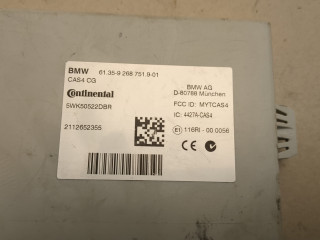 BMW 61.35-9 268 751.9-01
CAS4 CG
Continental
5WK50522DBR
2112652355
BMW AG
D-80788 München
FCC ID: MYTCAS4
IC: 4427A-CAS4
E1 116RI-00.0056